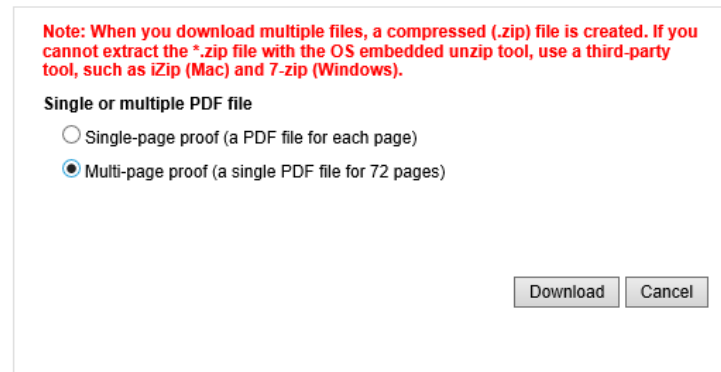 Note: When you download multiple files, a compressed (.zip) file is created. If you
cannot extract the *.zip file with the OS embedded unzip tool, use a third-party
tool, such as iZip (Mac) and 7-zip (Windows).
Single or multiple PDF file
Single-page proof (a PDF file for each page)
Multi-page proof (a single PDF file for 72 pages)
Download Cancel